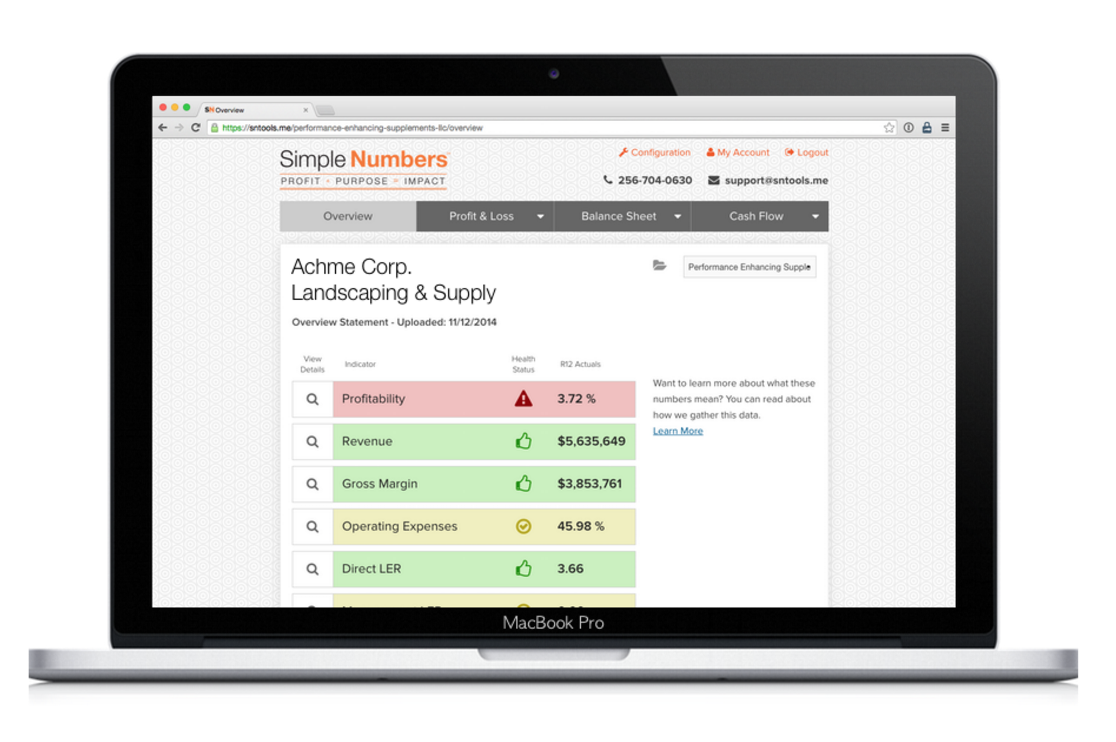 SN Overview
https://sntools.me/performance-enhancing-supplements-llc/overview
Simple Numbers
PROFIT + PURPOSE = IMPACT
Configuration My Account Logout
256-704-0630 support@sntools.me
Overview Profit & Loss Balance Sheet Cash Flow
Achme Corp.
Landscaping & Supply
Performance Enhancing Supple
Overview Statement - Uploaded: 11/12/2014
View Details Indicator Health Status R12 Actuals
Profitability 3.72 %
Revenue $5,635,649
Gross Margin $3,853,761
Operating Expenses 45.98 %
Direct LER 3.66
Want to learn more about what these
numbers mean? You can read about
how we gather this data.
Learn More
MacBook Pro